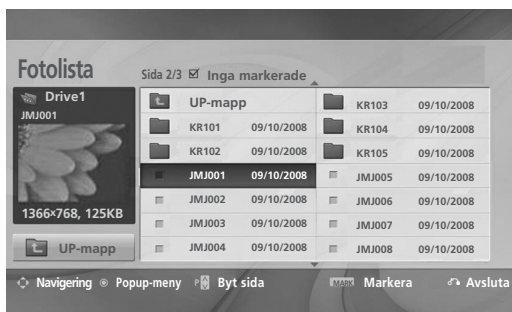 Fotolista
Sida 2/3 Inga markerade
Drive1
JMJ001
1366×768, 125KB
UP-mapp
UP-mapp
KR101 09/10/2008
KR102 09/10/2008
JMJ001 09/10/2008
JMJ002 09/10/2008
JMJ003 09/10/2008
JMJ004 09/10/2008
KR103 09/10/2008
KR104 09/10/2008
KR105 09/10/2008
JMJ005 09/10/2008
JMJ006 09/10/2008
JMJ007 09/10/2008
JMJ008 09/10/2008
Navigering Popup-meny P Byt sida MARK Markera Avsluta